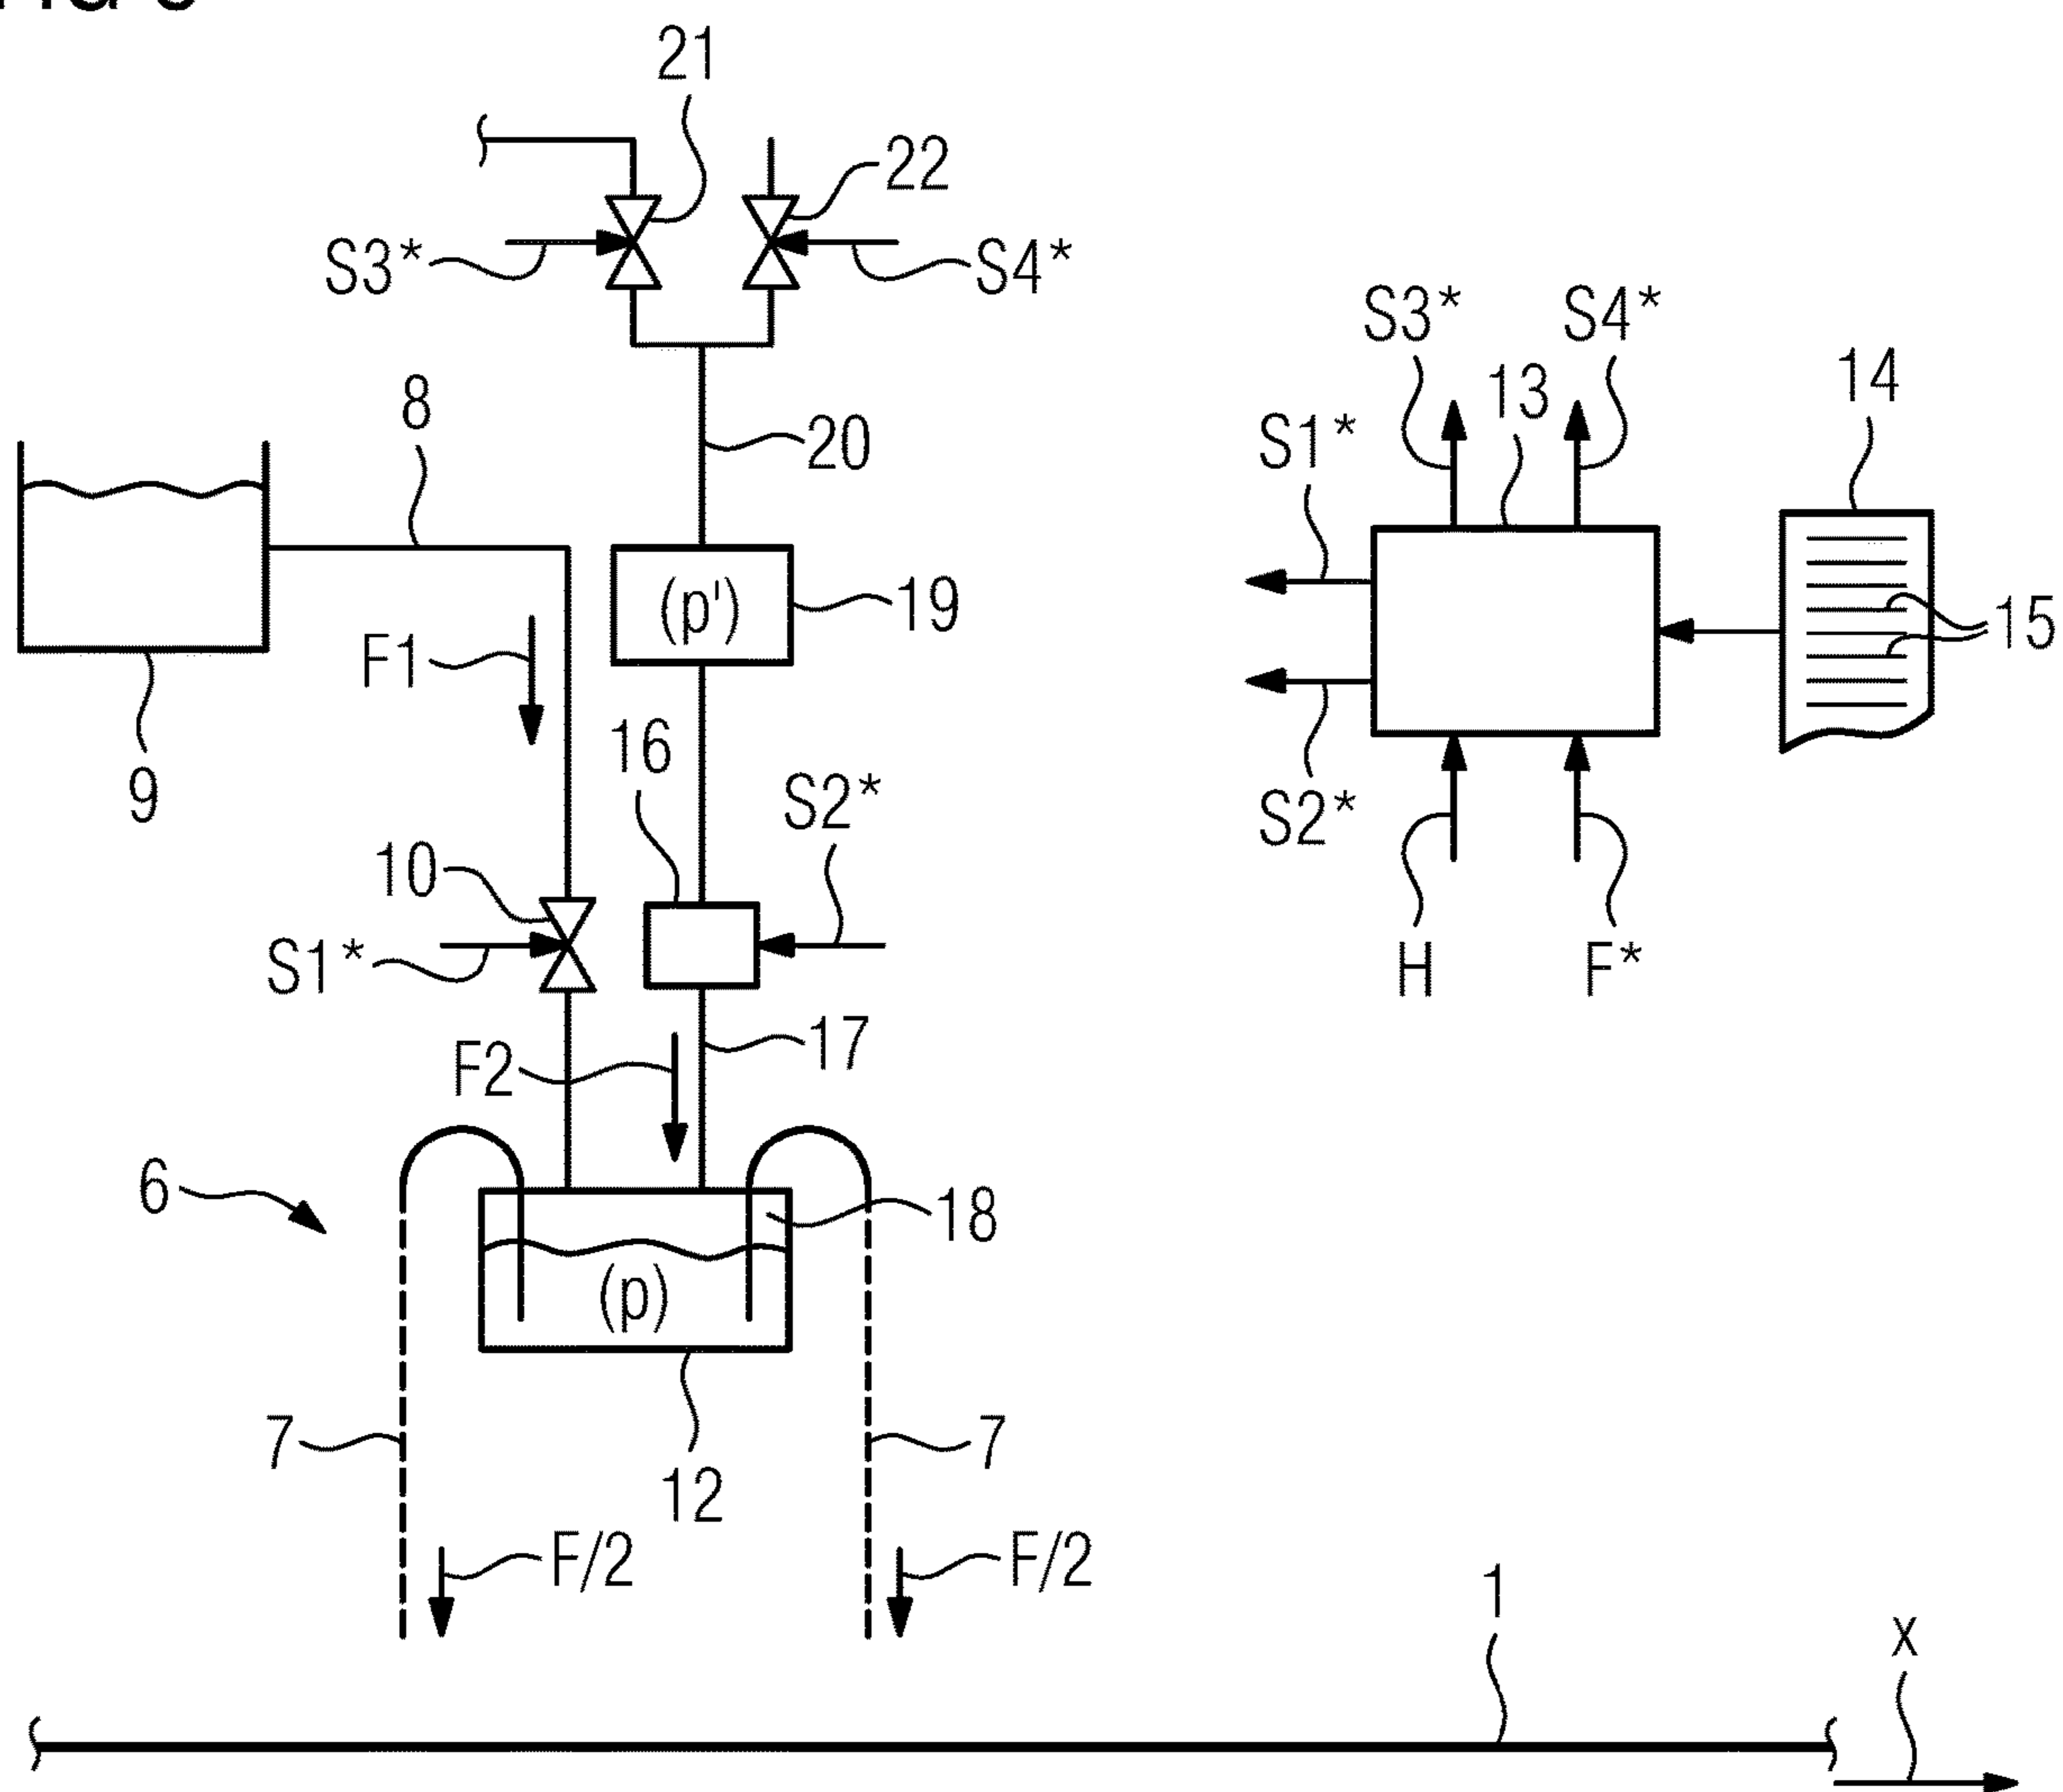 21
22
S3*
S4*
S3*
S4*
8
13
14
S1*
20
(p')
19
15
F1
16
S2*
9
S2*
10
S1*
H
F*
17
F2
6
18
(p)
7
7
12
F/2
F/2
1
x